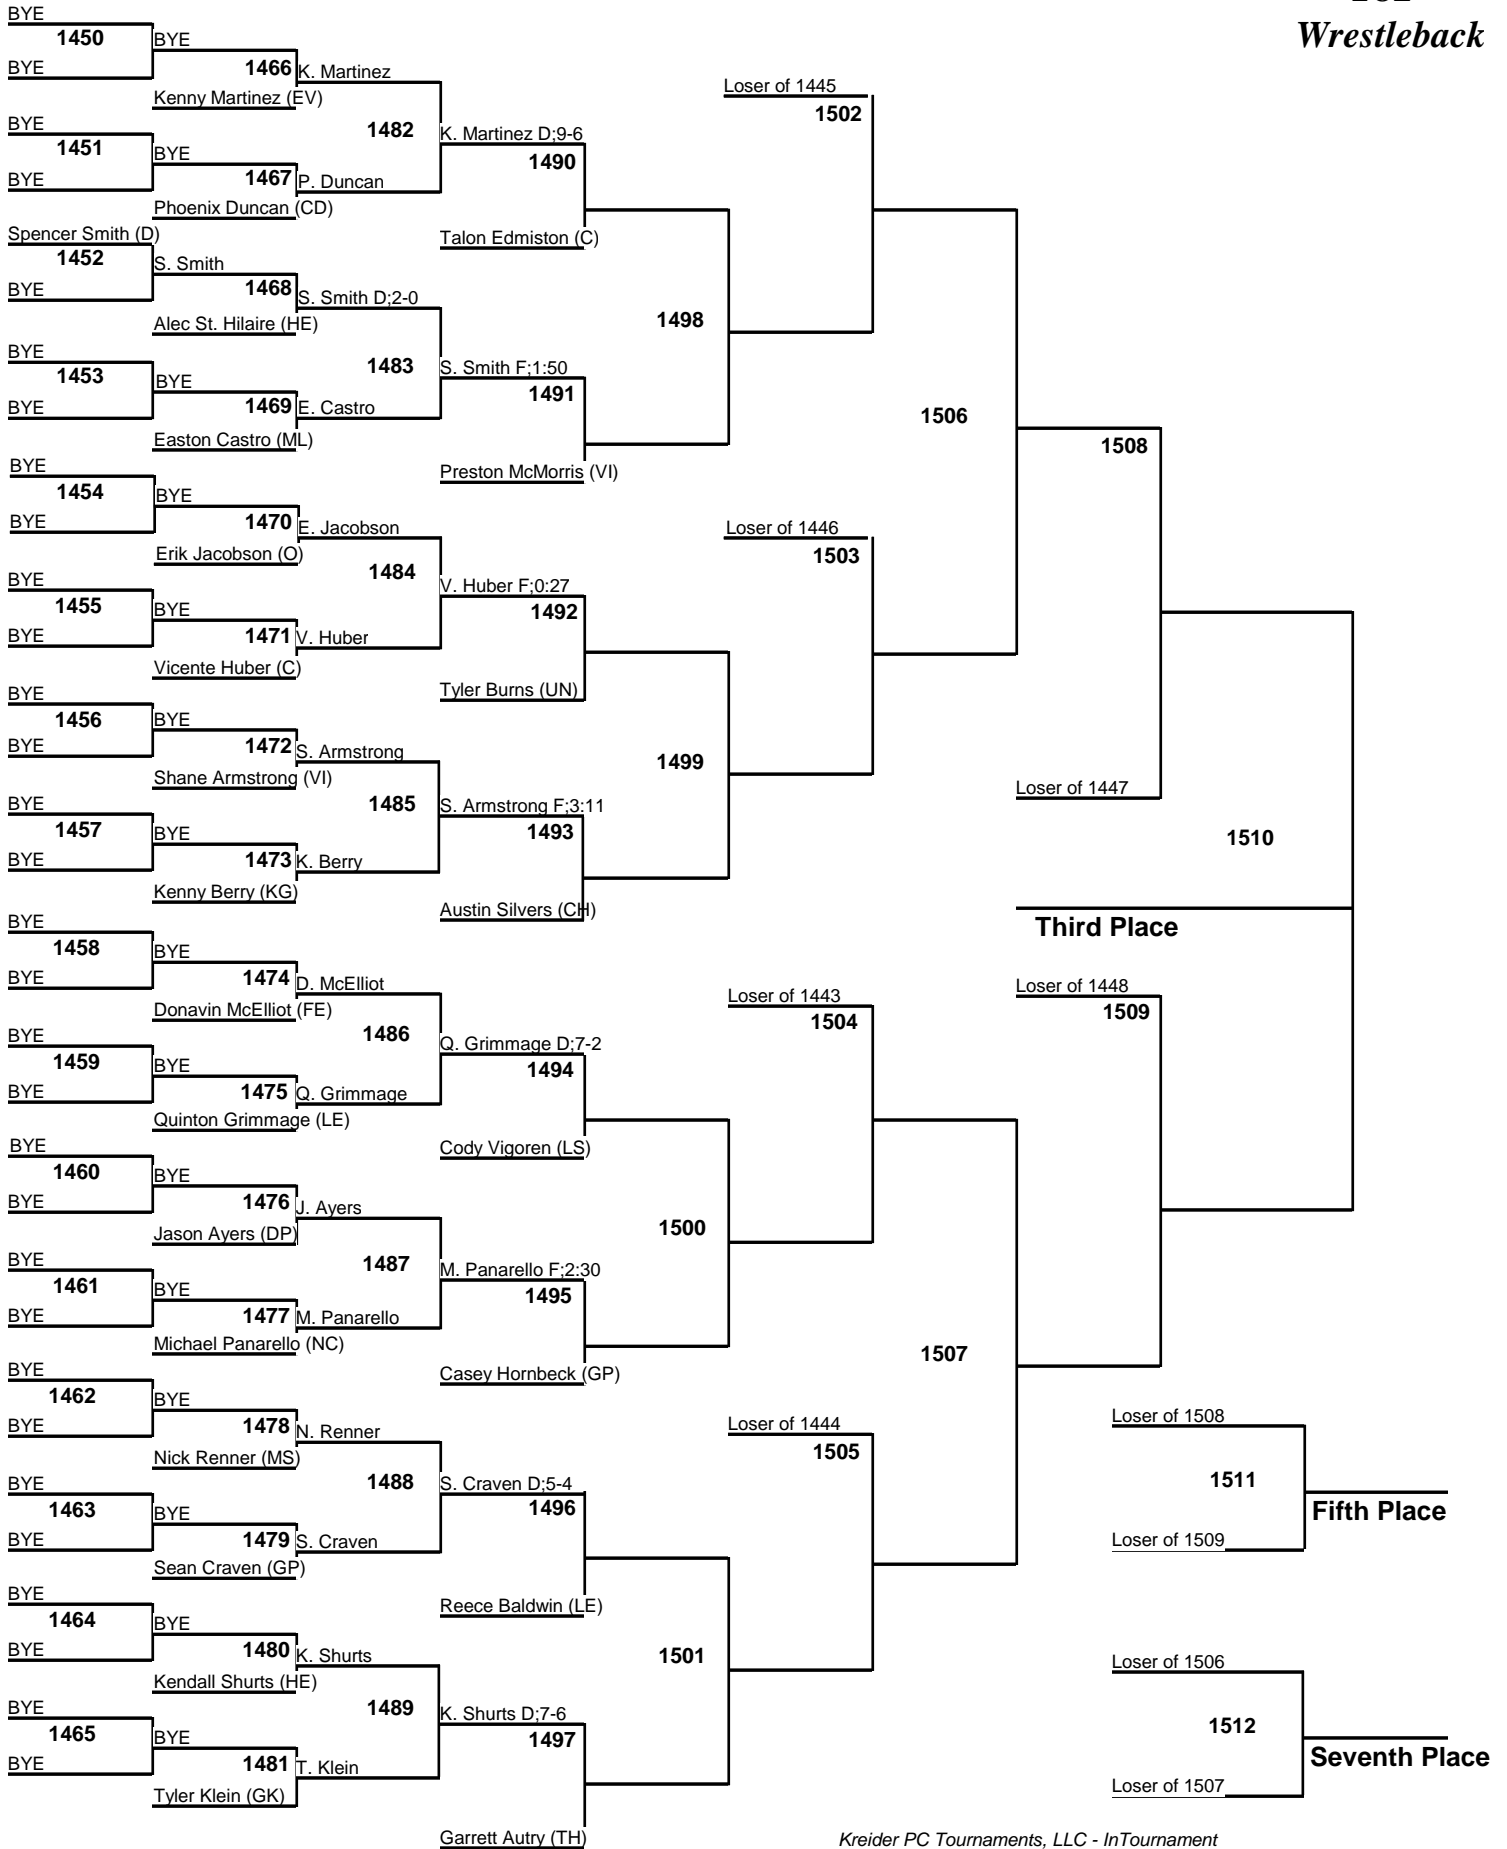 Wrestleback
BYE
1450
BYE
BYE
1466
Kenny Martinez (EV)
K. Martinez
1482
BYE
1451
BYE
BYE
1467
Phoenix Duncan (CD)
P. Duncan
K. Martinez D;9-6
1490
Talon Edmiston (C)
Spencer Smith (D)
1452
BYE
S. Smith
1468
Alec St. Hilaire (HE)
S. Smith D;2-0
1483
BYE
1453
BYE
BYE
1469
Easton Castro (ML)
E. Castro
S. Smith F;1:50
1491
Preston McMorris (VI)
1498
Loser of 1445
1502
BYE
1454
BYE
BYE
1470
Erik Jacobson (O)
E. Jacobson
1484
BYE
1455
BYE
BYE
1471
Vicente Huber (C)
V. Huber
V. Huber F;0:27
1492
Tyler Burns (UN)
BYE
1456
BYE
BYE
1472
Shane Armstrong (VI)
S. Armstrong
1485
BYE
1457
BYE
BYE
1473
Kenny Berry (KG)
K. Berry
S. Armstrong F;3:11
1493
Austin Silvers (CH)
1499
Loser of 1446
1503
1506
1508
Loser of 1447
1510
Third Place
BYE
1458
BYE
BYE
1474
Donavin McElliot (FE)
D. McElliot
1486
BYE
1459
BYE
BYE
1475
Quinton Grimmage (LE)
Q. Grimmage
Q. Grimmage D;7-2
1494
Cody Vigoren (LS)
BYE
1460
BYE
BYE
1476
Jason Ayers (DP)
J. Ayers
1487
BYE
1461
BYE
BYE
1477
Michael Panarello (NC)
M. Panarello
M. Panarello F;2:30
1495
Casey Hornbeck (GP)
1500
Loser of 1443
1504
Loser of 1448
1509
1507
BYE
1462
BYE
BYE
1478
Nick Renner (MS)
N. Renner
1488
BYE
1463
BYE
BYE
1479
Sean Craven (GP)
S. Craven
S. Craven D;5-4
1496
Reece Baldwin (LE)
BYE
1464
BYE
BYE
1480
Kendall Shurts (HE)
K. Shurts
1489
BYE
1465
BYE
BYE
1481
Tyler Klein (GK)
T. Klein
K. Shurts D;7-6
1497
Garrett Autry (TH)
1501
Loser of 1444
1505
Loser of 1508
1511
Loser of 1509
Fifth Place
Loser of 1506
1512
Loser of 1507
Seventh Place
Kreider PC Tournaments, LLC - InTournament